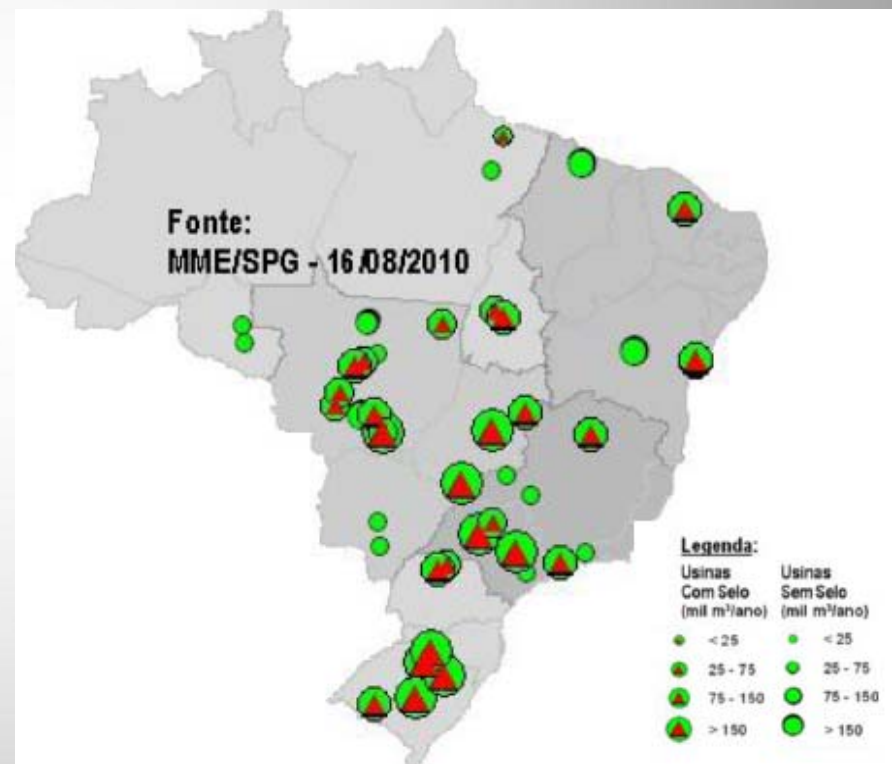 Fonte:
MME/SPG - 16/08/2010
Legenda:
Usinas Com Selo (mil m³/ano)
< 25
25 - 75
75 - 150
> 150
Usinas Sem Selo (mil m³/ano)
< 25
25 - 75
75 - 150
> 150